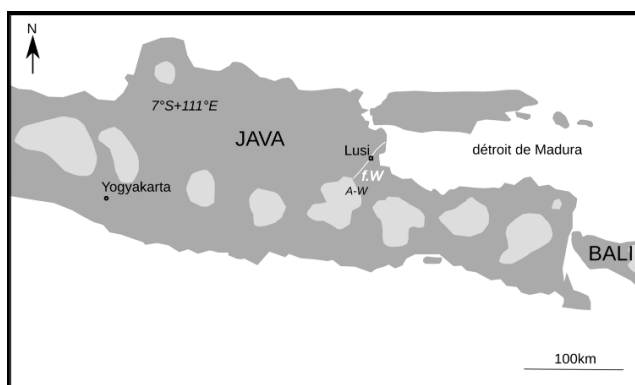 N
7°S+111°E
JAVA
Lusi
détroit de Madura
f.W
A-W
Yogyakarta
BALI
100km